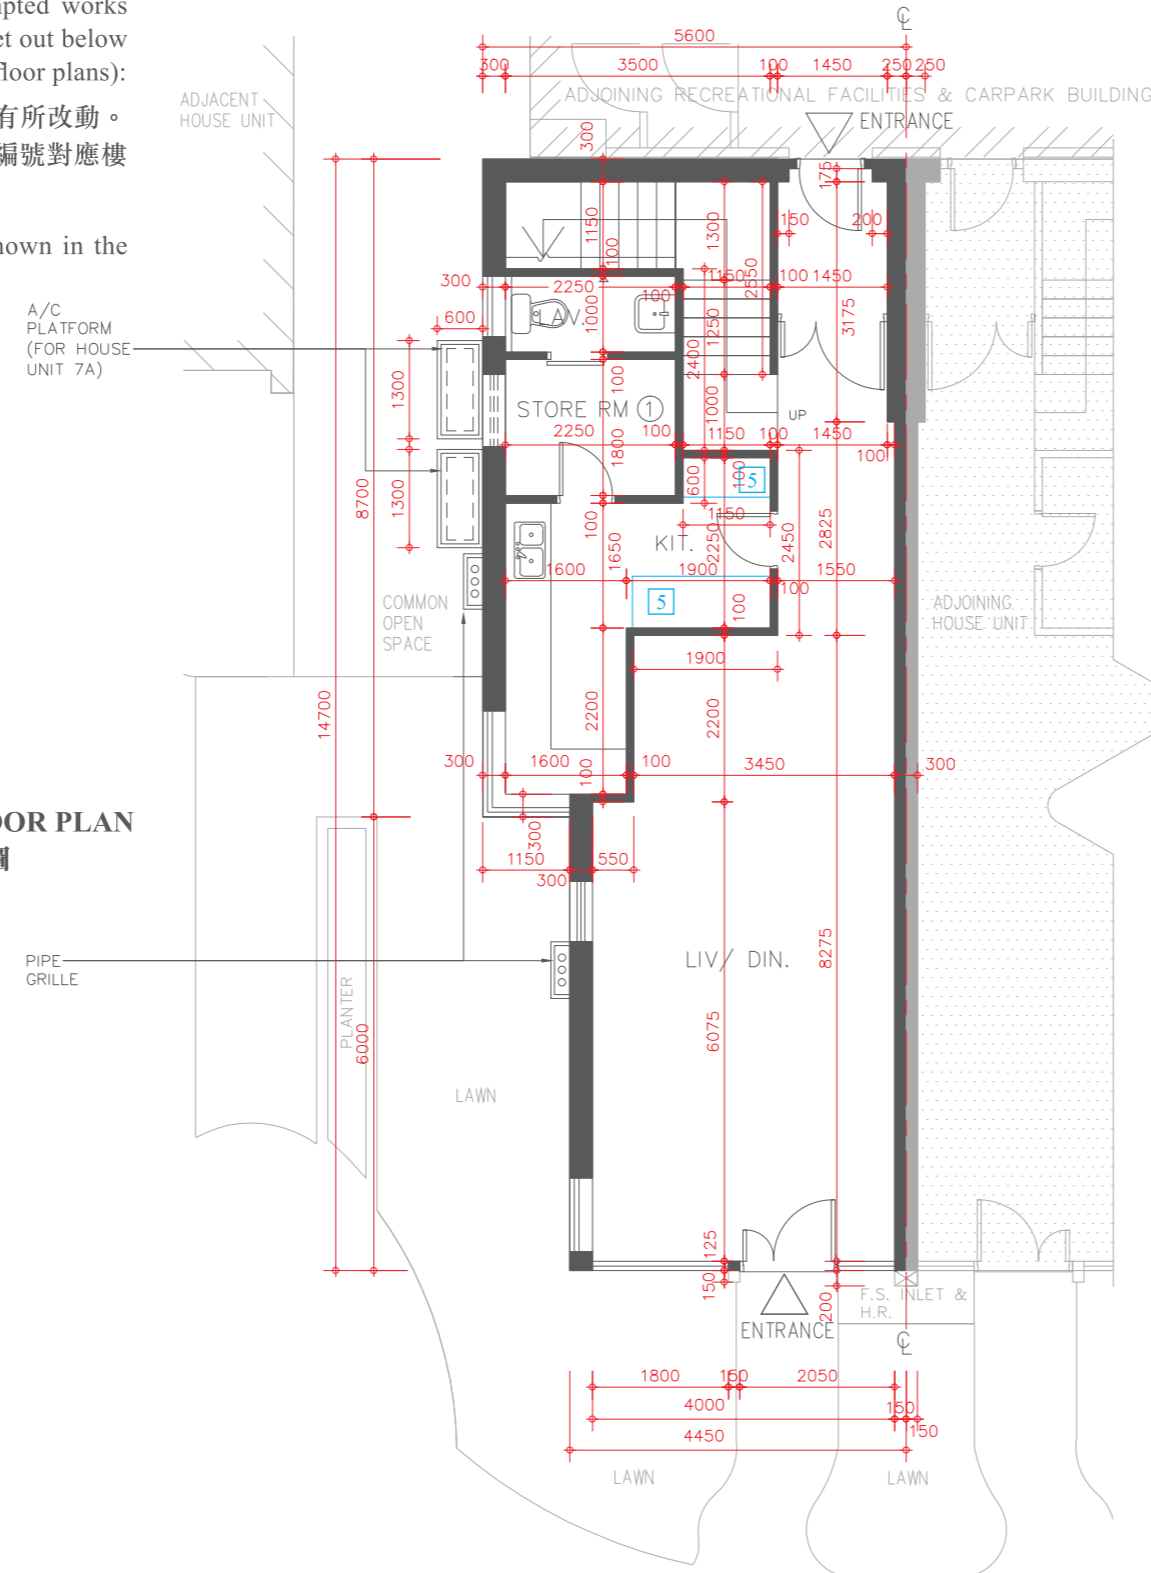 mpted works
et out below
floor plans):
有所改動。
編號對應樓
hown in the
OOR PLAN
圖
℄
5600
300
3500
100
1450
250
250
ADJOINING RECREATIONAL FACILITIES & CARPARK BUILDING
ENTRANCE
ADJACENT
HOUSE UNIT
300
175
1150
100
1300
2550
150
200
300
2250
100
1150
100
1450
A/C
PLATFORM
(FOR HOUSE
UNIT 7A)
600
LAV.
1000
1250
2400
3175
1300
100
STORE RM 1
1000
UP
2250
100
1150
100
1450
1800
100
8700
1300
600
100
5
100
1150
KIT.
1650
2250
2450
2825
1600
1900
1550
100
5
100
COMMON
OPEN
SPACE
ADJOINING
HOUSE UNIT
1900
14700
2200
2200
300
1600
100
100
3450
300
300
1150
300
550
PIPE
GRILLE
LIV/ DIN.
8275
PLANTER
6000
6075
LAWN
125
150
200
F.S. INLET &
H.R.
ENTRANCE
℄
1800
150
2050
4000
150
150
4450
LAWN
LAWN